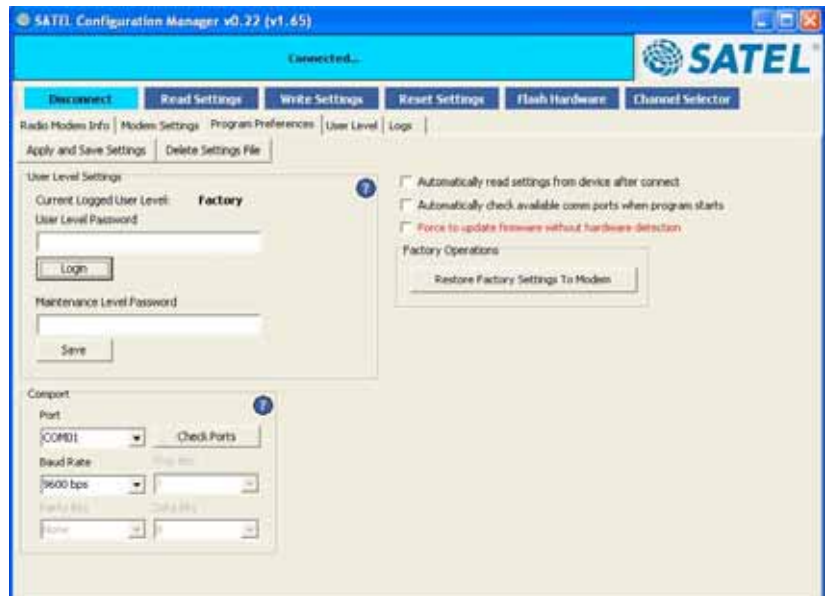 SATEL Configuration Manager v0.22 (v1.65)
Connected...
SATEL
Disconnect Read Settings Write Settings Reset Settings Flash Hardware Channel Selector
Radio Modem Info Modem Settings Program Preferences User Level Logs
Apply and Save Settings Delete Settings File
User Level Settings
Current Logged User Level: Factory
User Level Password
Login
Maintenance Level Password
Save
Automatically read settings from device after connect
Automatically check available comm ports when program starts
Force to update firmware without hardware detection
Factory Operations
Restore Factory Settings To Modem
Comport
Port
COM01 Check Ports
Baud Rate
9600 bps
None 8